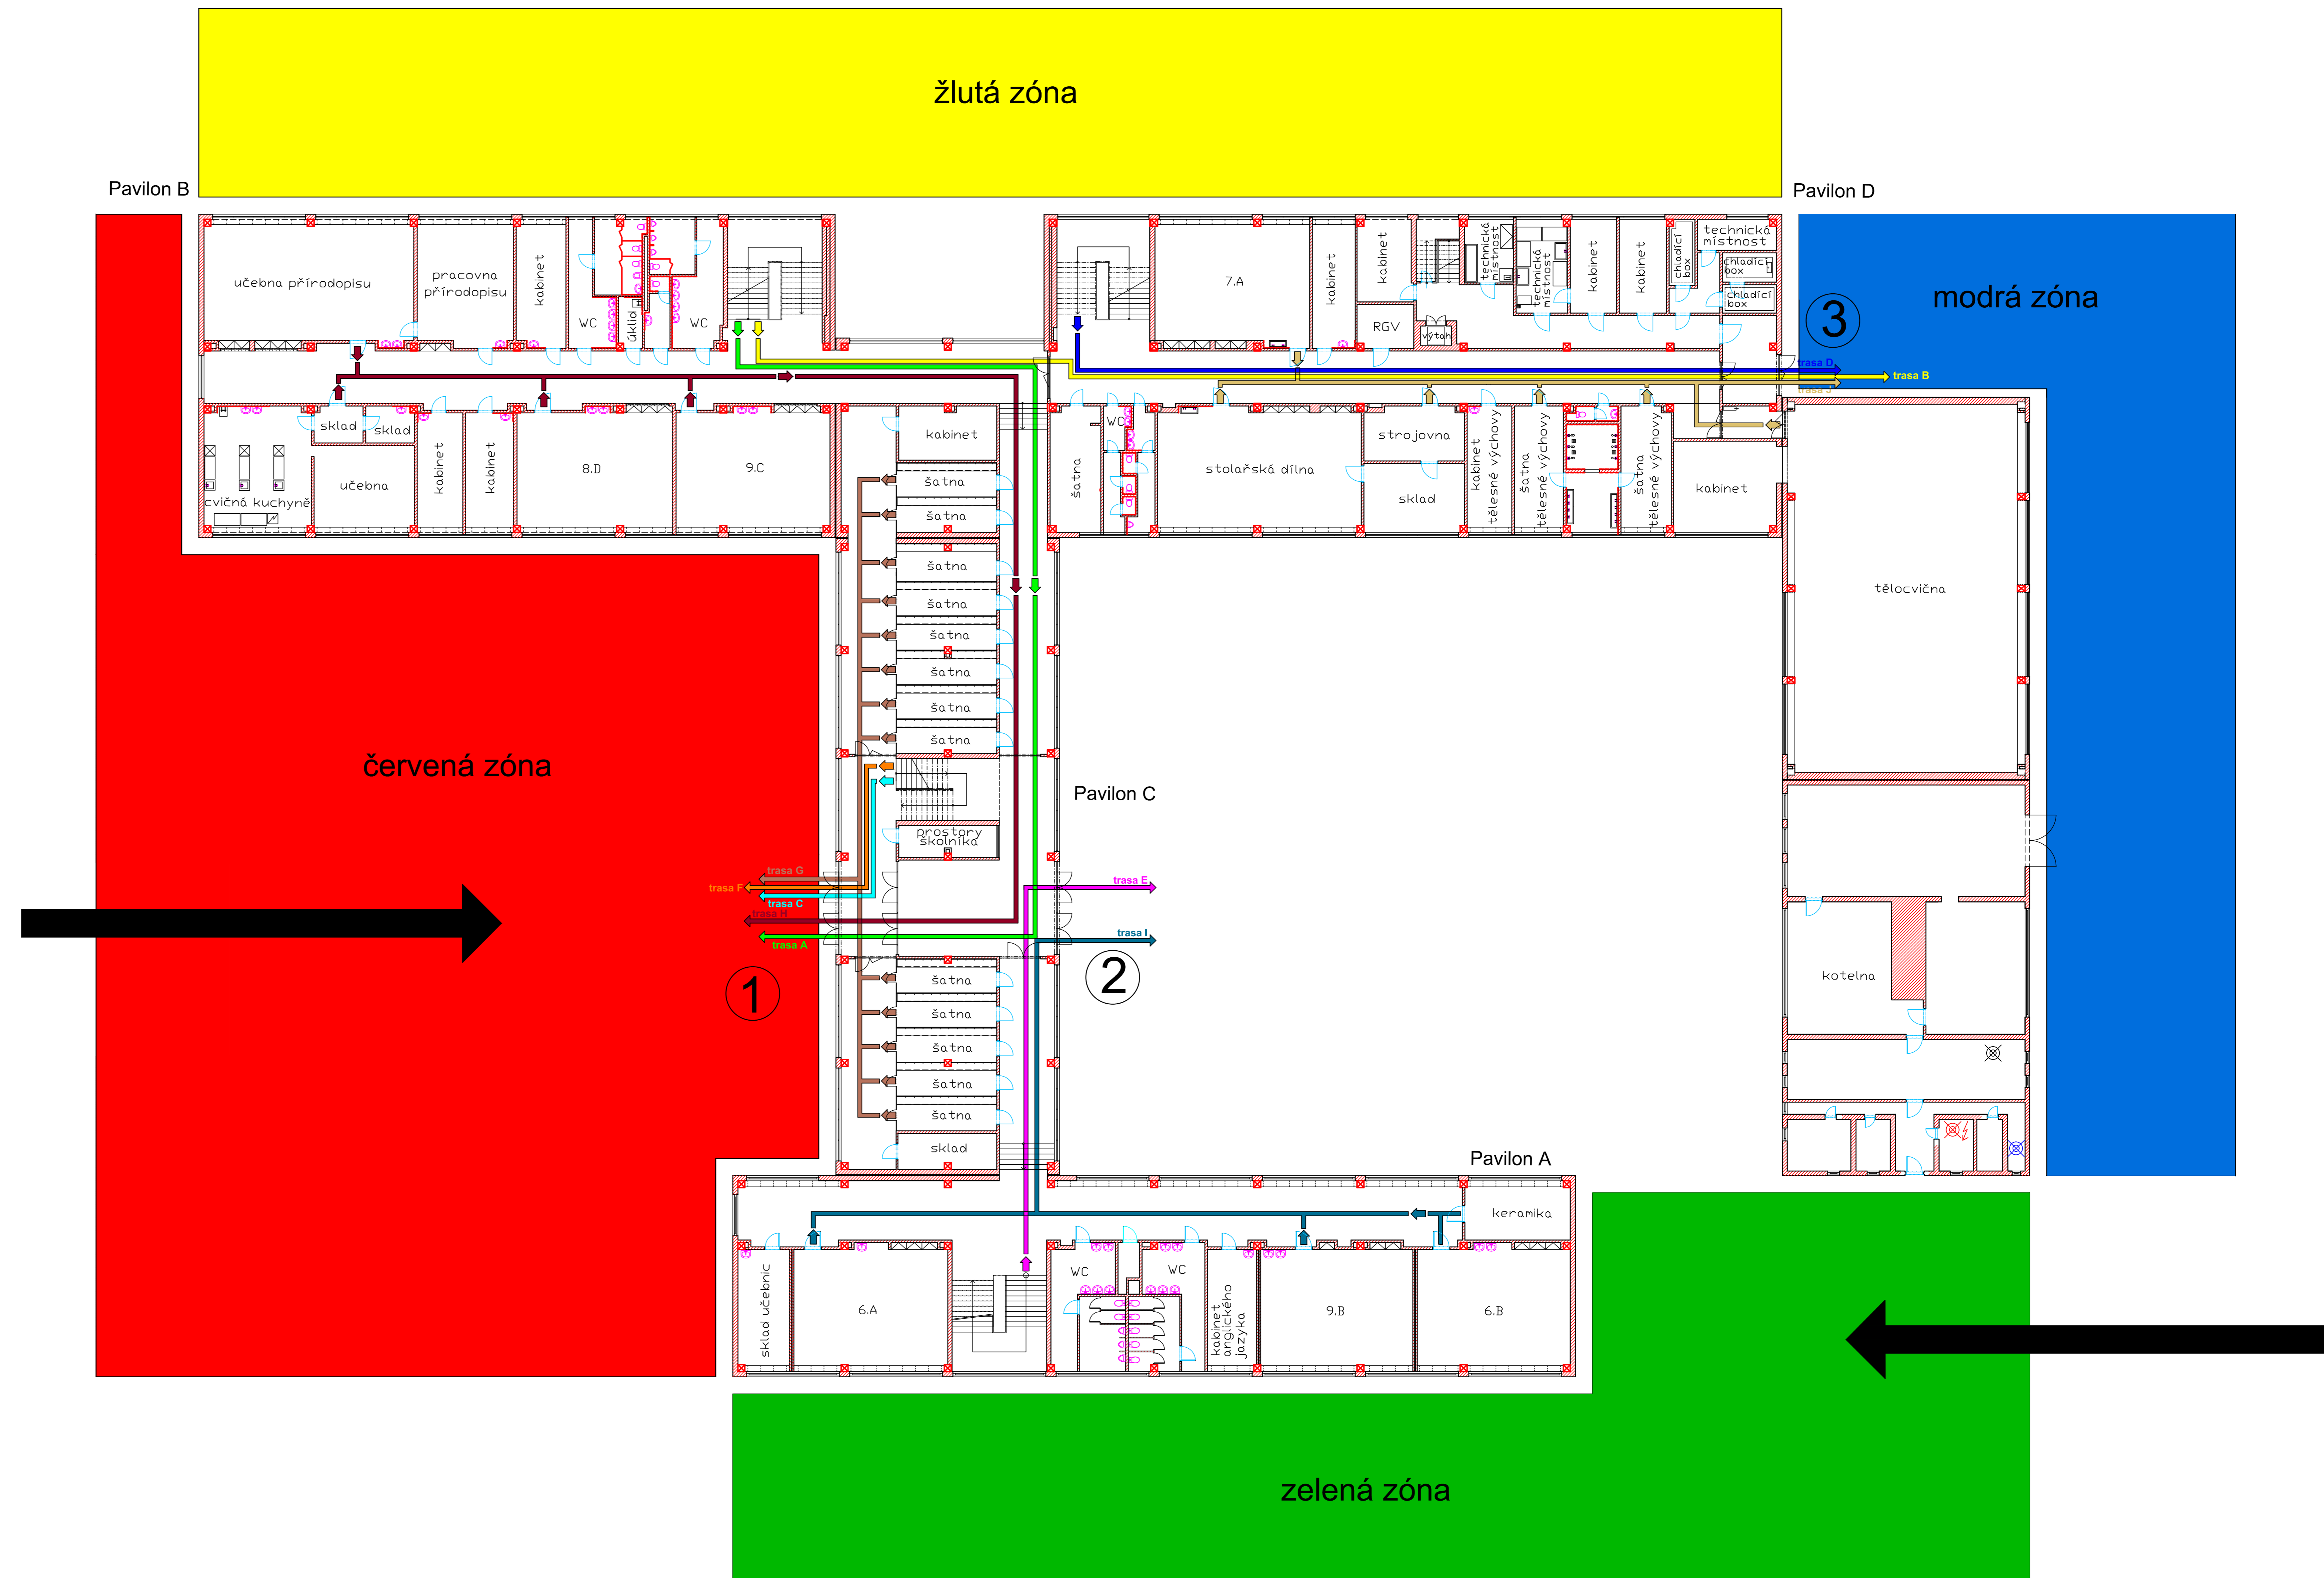 žlutá zóna
Pavilon B
Pavilon D
učebna přírodopisu
pracovna
přírodopisu
kabinet
WC
úklid
WC
7.A
kabinet
kabinet
RGV
výtah
technická
místnost
technická
místnost
kabinet
kabinet
chladící
box
technická
místnost
chladící
box
chladící
box
3
modrá zóna
trasa D
trasa B
trasa J
sklad
sklad
cvičná kuchyně
učebna
kabinet
kabinet
8.D
9.C
kabinet
šatna
šatna
šatna
WC
stolařská dílna
strojovna
sklad
kabinet
tělesné výchovy
šatna
tělesné výchovy
šatna
tělesné výchovy
kabinet
šatna
šatna
šatna
šatna
šatna
šatna
tělocvična
červená zóna
Pavilon C
prostory
školníka
trasa G
trasa F
trasa C
trasa H
trasa A
trasa E
trasa I
1
2
šatna
šatna
šatna
šatna
šatna
sklad
kotelna
Pavilon A
keramika
sklad učebnic
6.A
WC
WC
kabinet
anglického
jazyka
9.B
6.B
zelená zóna